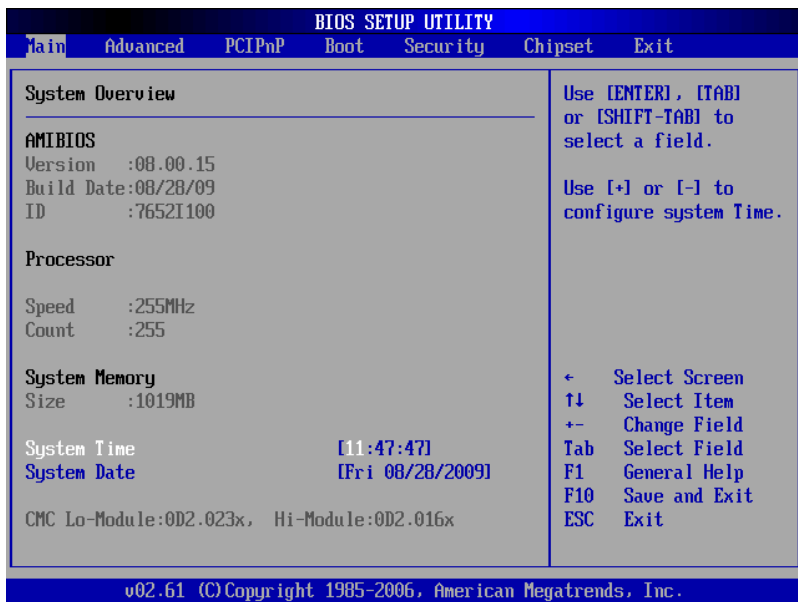 BIOS SETUP UTILITY
Main Advanced PCIPnP Boot Security Chipset Exit
System Overview
AMIBIOS
Version :08.00.15
Build Date:08/28/09
ID :7652I100
Processor
Speed :255MHz
Count :255
System Memory
Size :1019MB
System Time [11:47:47]
System Date [Fri 08/28/2009]
CMC Lo-Module:0D2.023x, Hi-Module:0D2.016x
Use [ENTER], [TAB]
or [SHIFT-TAB] to
select a field.
Use [+] or [-] to
configure system Time.
← Select Screen
↑↓ Select Item
+- Change Field
Tab Select Field
F1 General Help
F10 Save and Exit
ESC Exit
v02.61 (C)Copyright 1985-2006, American Megatrends, Inc.